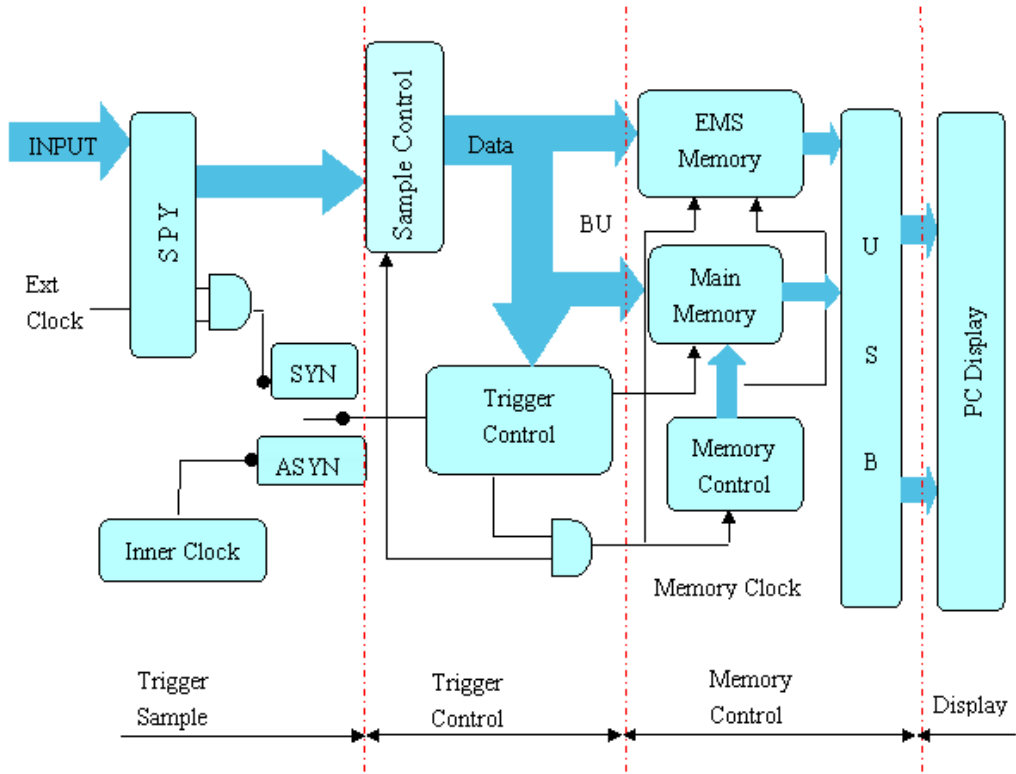 INPUT
S P Y
Ext
Clock
SYN
ASYN
Inner Clock
Sample Control
Data
BU
Trigger
Control
EMS
Memory
Main
Memory
Memory
Control
Memory Clock
U
S
B
PC Display
Trigger
Sample
Trigger
Control
Memory
Control
Display